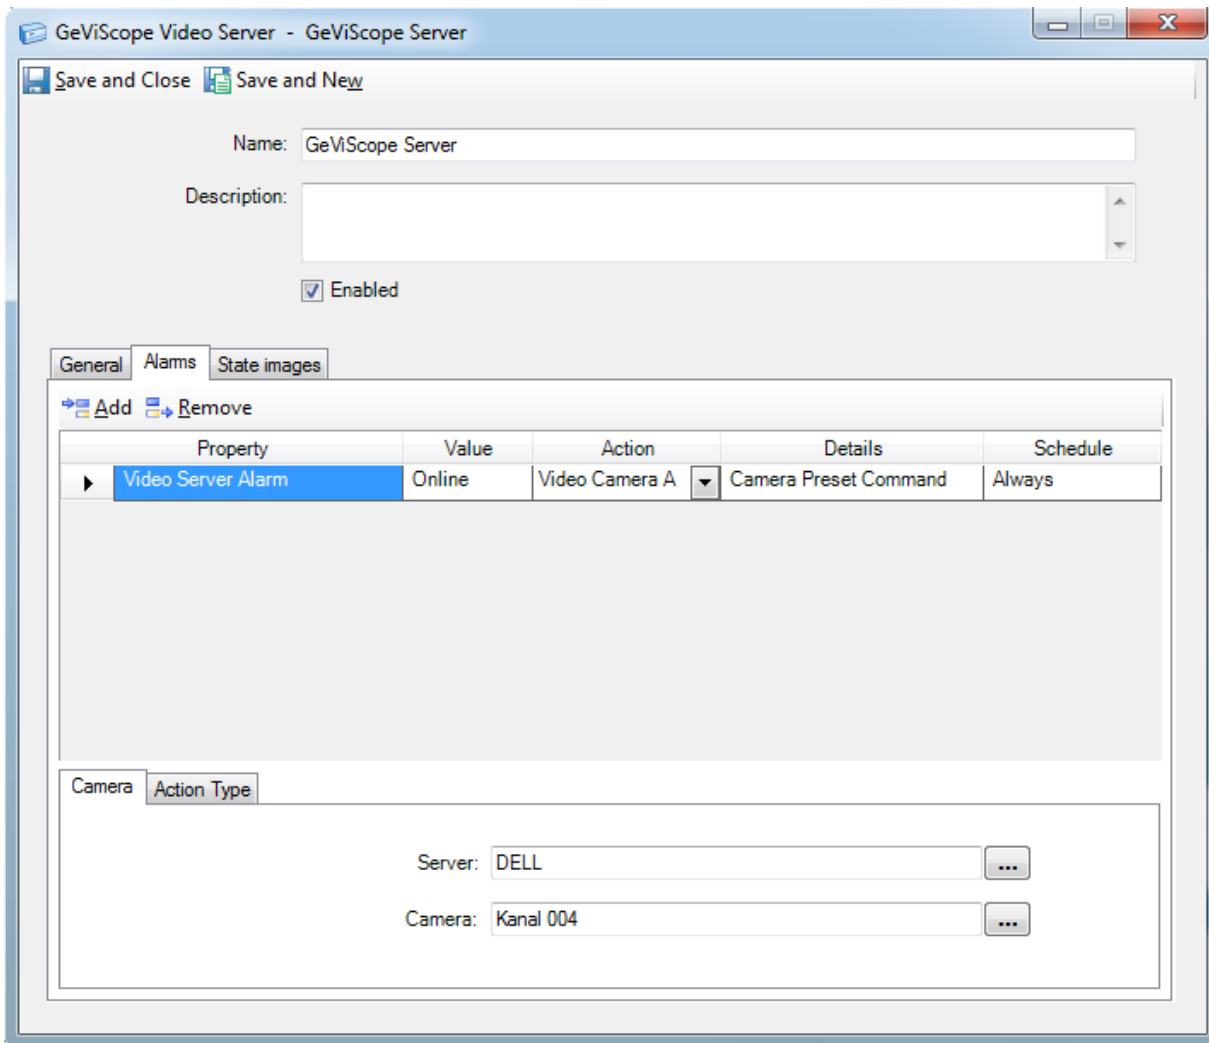 GeViScope Video Server - GeViScope Server
Save and Close Save and New
Name: GeViScope Server
Description:
Enabled
General Alarms State images
Add Remove
Property Value Action Details Schedule
Video Server Alarm Online Video Camera A Camera Preset Command Always
Camera Action Type
Server: DELL ...
Camera: Kanal 004 ...